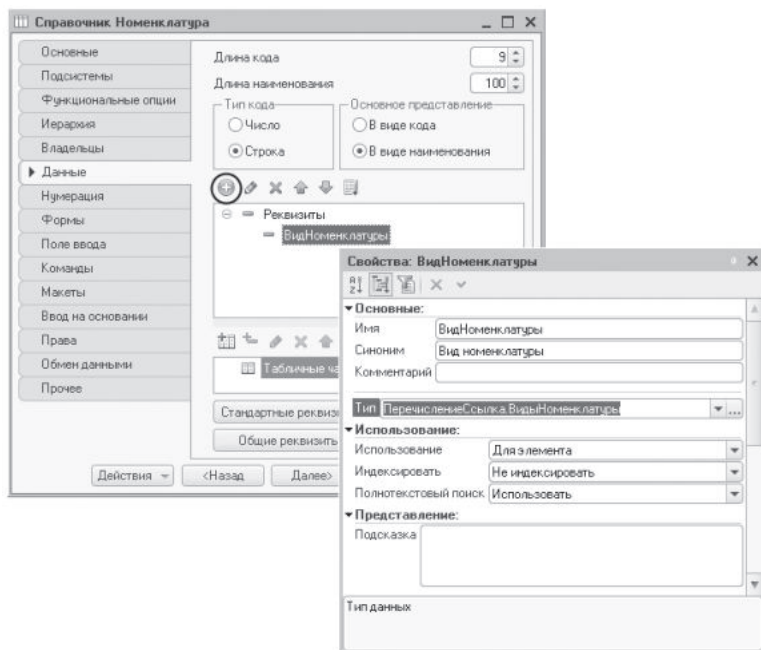 Справочник Номенклатура
Основные
Подсистемы
Функциональные опции
Иерархия
Владельцы
Данные
Нумерация
Формы
Поле ввода
Команды
Макеты
Ввод на основании
Права
Обмен данными
Прочее
Длина кода 9
Длина наименования 100
Тип кода
Число
Строка
Основное представление
В виде кода
В виде наименования
Реквизиты
ВидНоменклатуры
Табличные ча
Стандартные реквизи
Общие реквизиты
Действия <Назад Далее>
Свойства: ВидНоменклатуры
Основные:
Имя ВидНоменклатуры
Синоним Вид номенклатуры
Комментарий
Тип ПеречислениеСсылка.ВидыНоменклатуры
Использование:
Использование Для элемента
Индексировать Не индексировать
Полнотекстовый поиск Использовать
Представление:
Подсказка
Тип данных